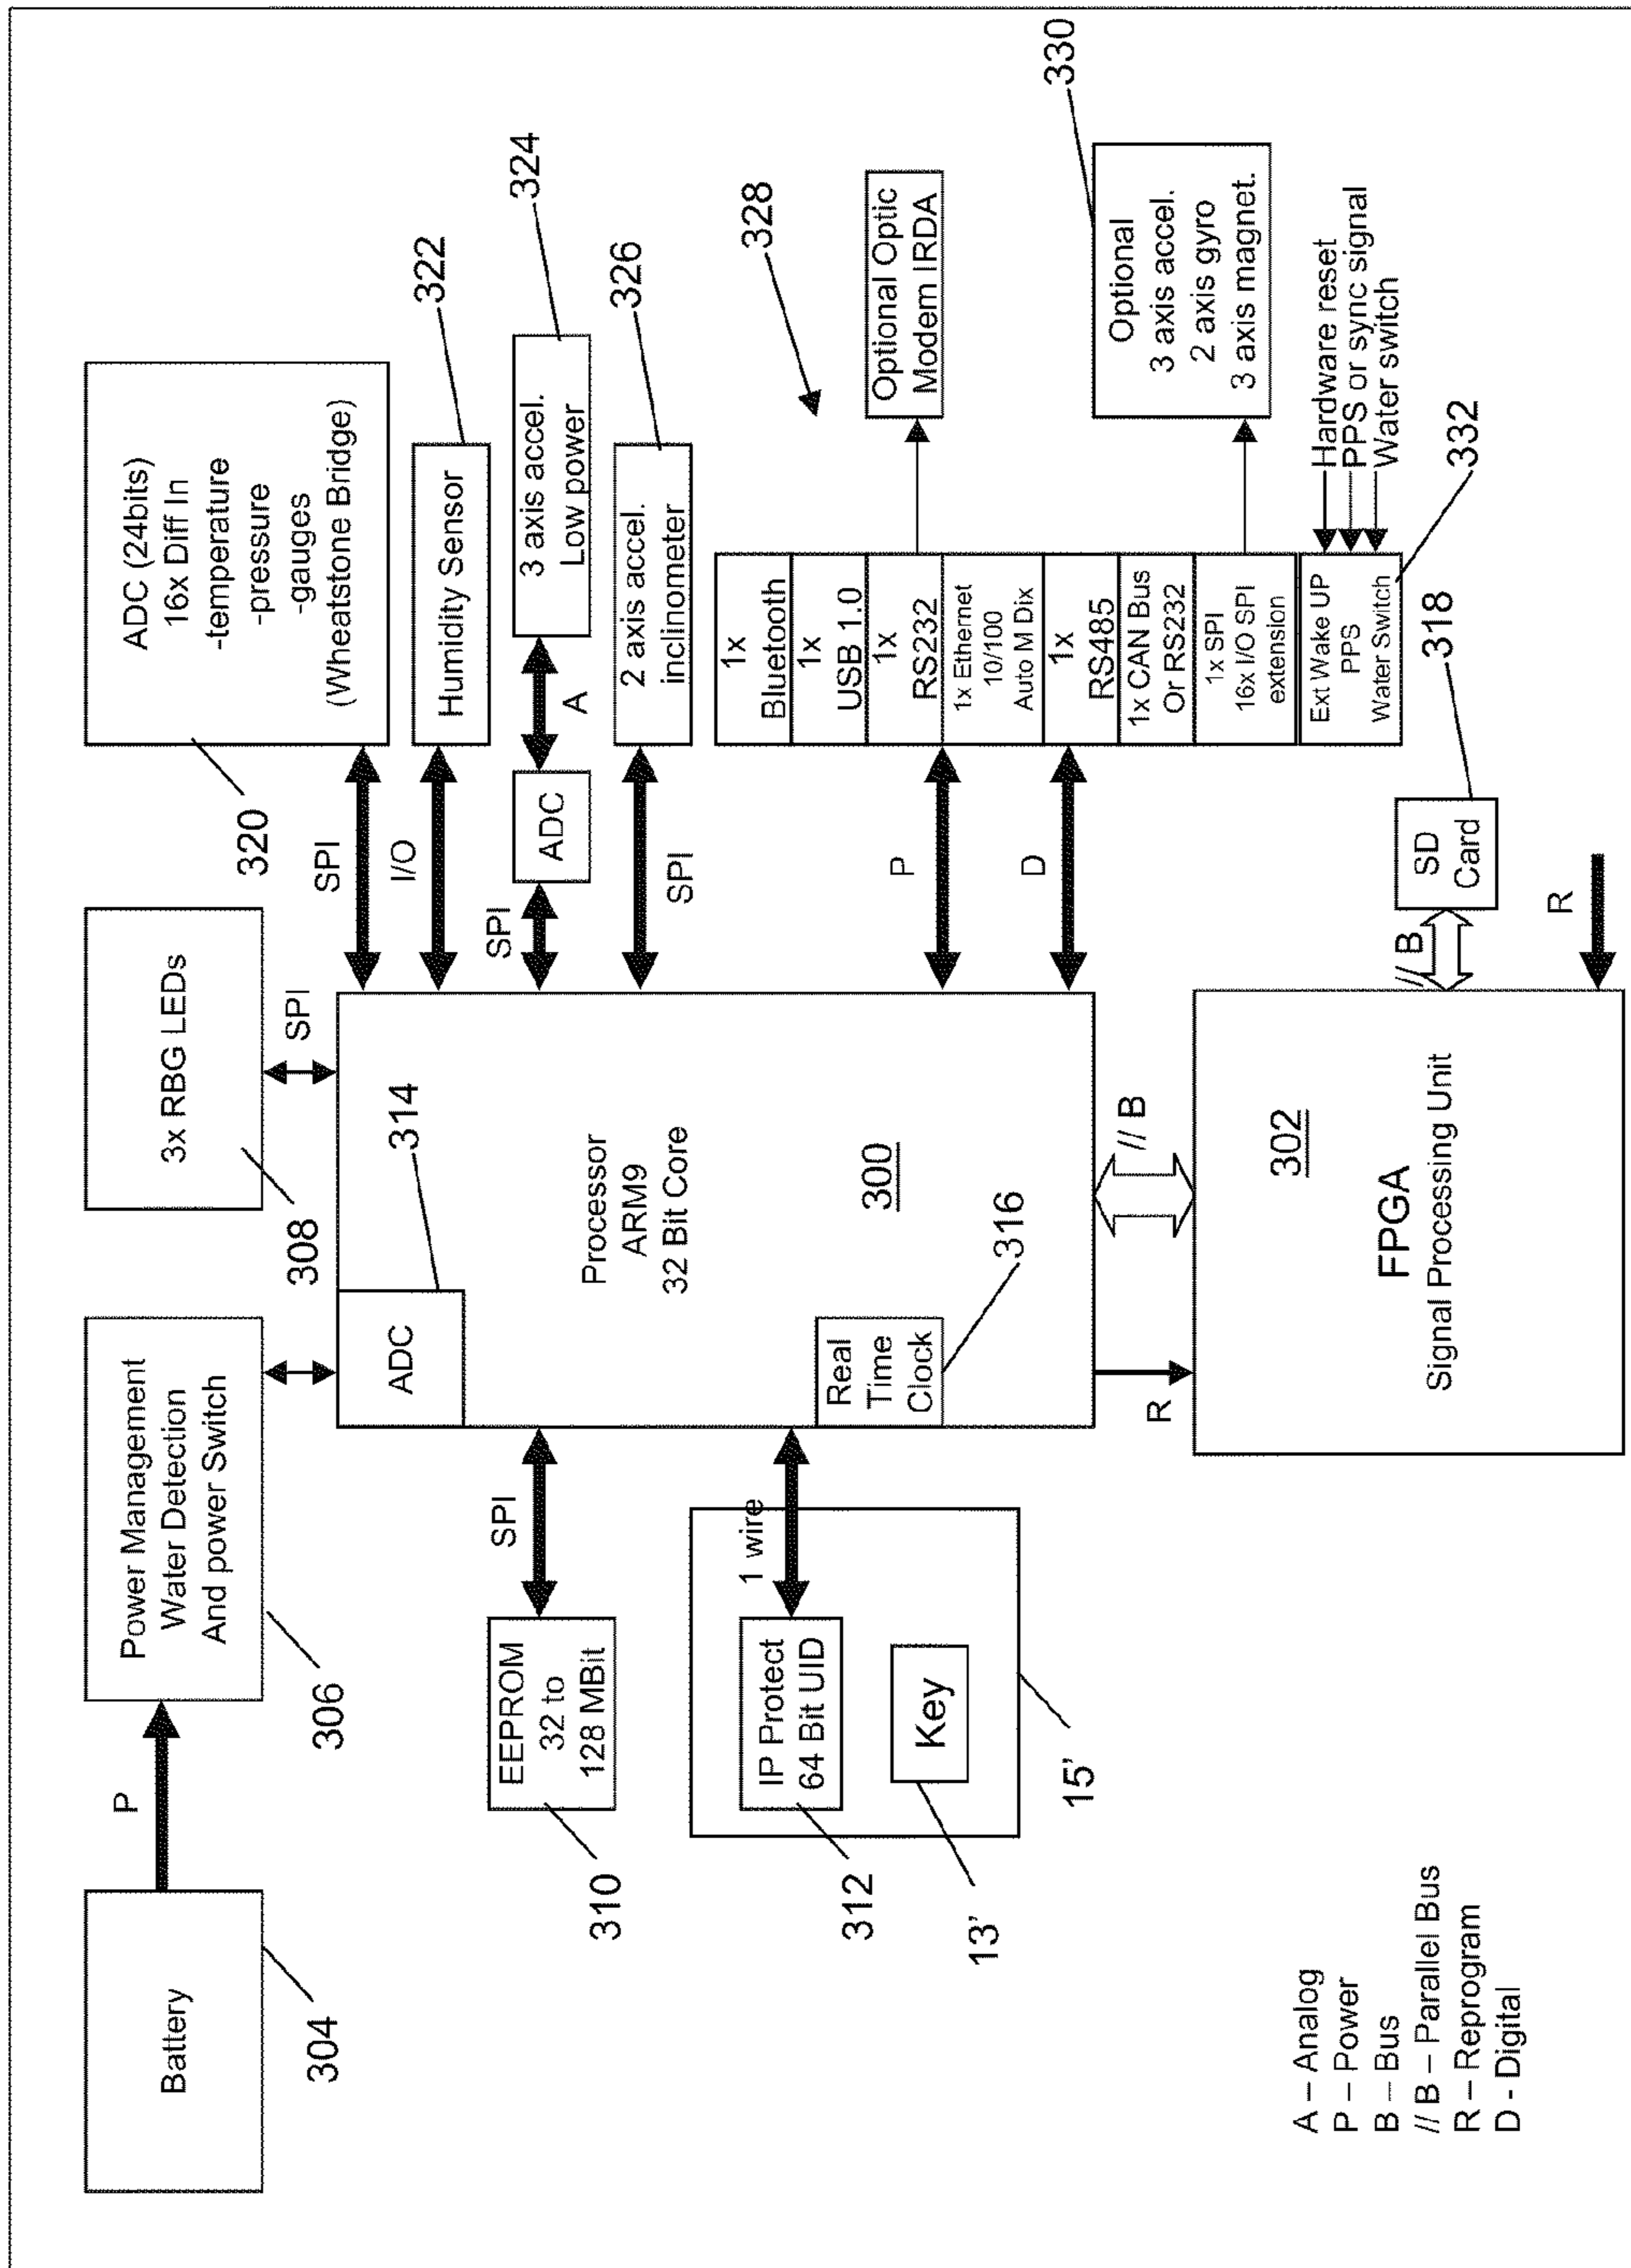 Battery
304
P
Power Management
Water Detection
And power Switch
306
3x RBG LEDs
308
SPI
ADC (24bits)
16x Diff In
-temperature
-pressure
-gauges
(Wheatstone Bridge)
320
SPI
I/O
Humidity Sensor
322
SPI
ADC
A
3 axis accel.
Low power
324
SPI
2 axis accel.
inclinometer
326
ADC
314
Processor
ARM9
32 Bit Core
300
Real
Time
Clock
316
EEPROM
32 to
128 MBit
310
SPI
IP Protect
64 Bit UID
312
1 wire
Key
13’
15’
P
D
328
1x
Bluetooth
1x
USB 1.0
1x
RS232
1x Ethernet
10/100
Auto M Dix
1x
RS485
1x CAN Bus
Or RS232
1x SPI
16x I/O SPI
extension
Ext Wake UP
PPS
Water Switch
Optional Optic
Modem IRDA
Optional
3 axis accel.
2 axis gyro
3 axis magnet.
330
Hardware reset
PPS or sync signal
Water switch
332
R
// B
FPGA
302
Signal Processing Unit
// B
SD
Card
318
R
A – Analog
P – Power
B – Bus
// B – Parallel Bus
R – Reprogram
D - Digital